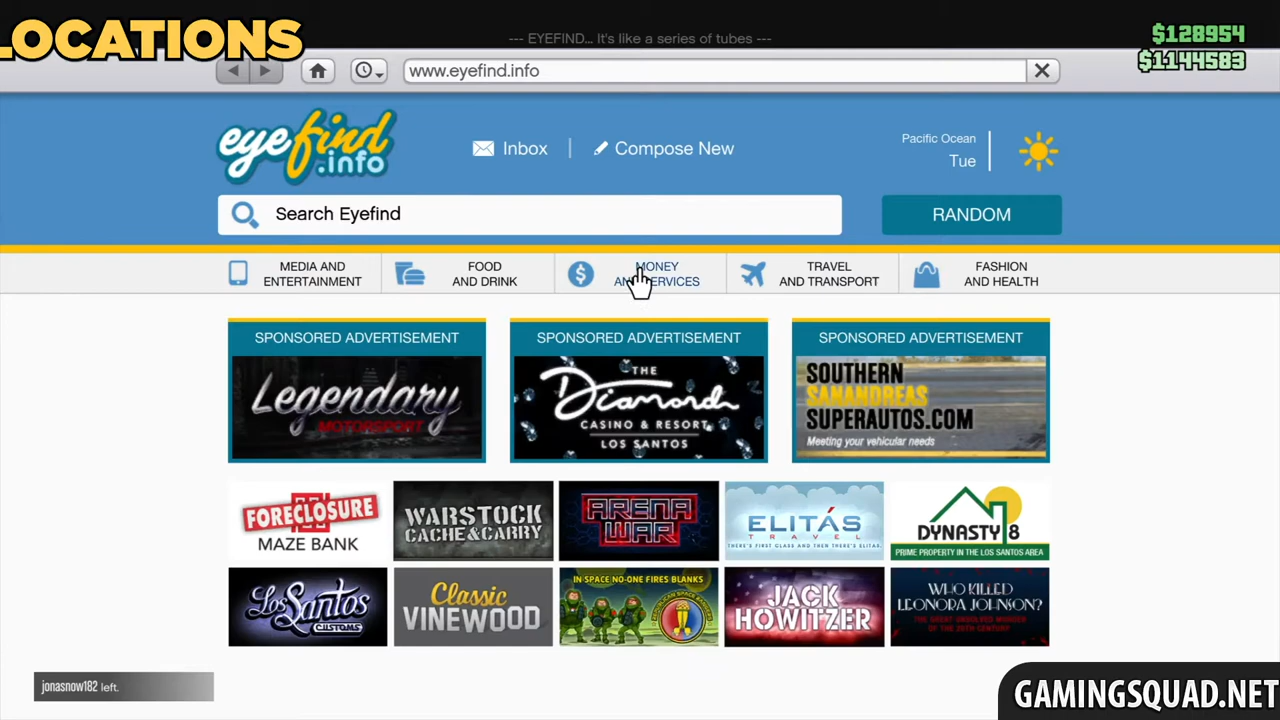 LOCATIONS
--- EYEFIND... It's like a series of tubes ---
$128954
$1144583
www.eyefind.info
eyefind
.info
Inbox
Compose New
Pacific Ocean
Tue
Search Eyefind
RANDOM
MEDIA AND
ENTERTAINMENT
FOOD
AND DRINK
MONEY
AND SERVICES
TRAVEL
AND TRANSPORT
FASHION
AND HEALTH
SPONSORED ADVERTISEMENT
Legendary
MOTORSPORT
SPONSORED ADVERTISEMENT
THE
Diamond
CASINO & RESORT
LOS SANTOS
SPONSORED ADVERTISEMENT
SOUTHERN
SANANDREAS
SUPERAUTOS.COM
Meeting your vehicular needs
FORECLOSURE
MAZE BANK
WARSTOCK
CACHE&CARRY
ARENA
WAR
ELITÁS
TRAVEL
THERE'S FIRST CLASS AND THEN THERE'S ELITAS.
DYNASTY 8
PRIME PROPERTY IN THE LOS SANTOS AREA
Los Santos
CUSTOMS
Classic
VINEWOOD
IN SPACE NO-ONE FIRES BLANKS
JACK
HOWITZER
WHO KILLED
LEONORA JOHNSON?
THE GREAT UNSOLVED MURDER
OF THE 20TH CENTURY
jonasnow182 left.
GAMINGSQUAD.NET